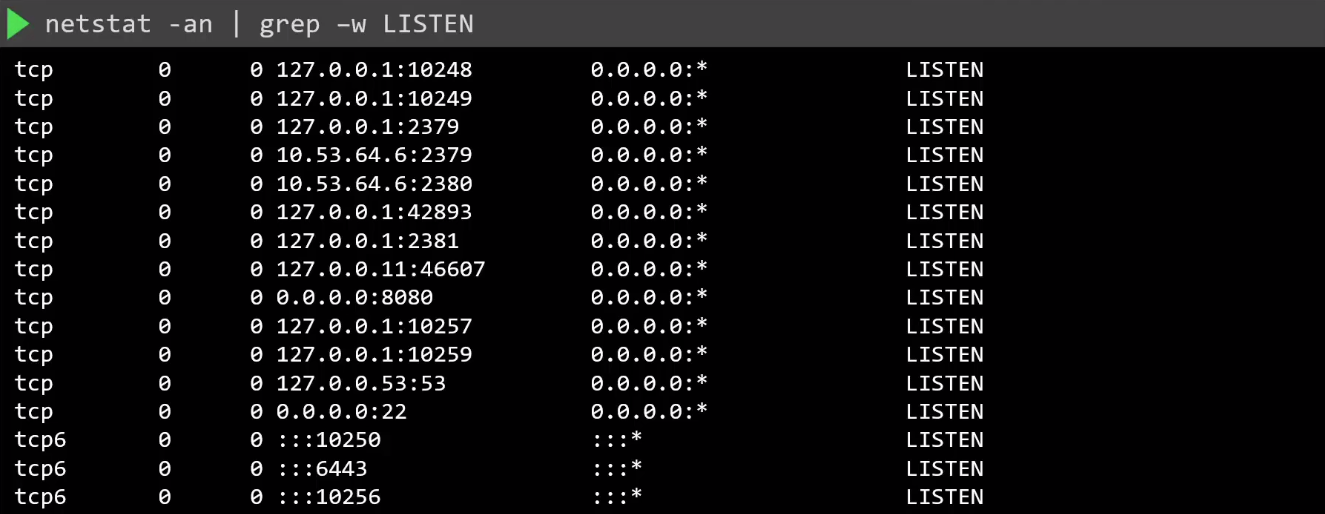 netstat -an | grep –w LISTEN
tcp 0 0 127.0.0.1:10248 0.0.0.0:* LISTEN
tcp 0 0 127.0.0.1:10249 0.0.0.0:* LISTEN
tcp 0 0 127.0.0.1:2379 0.0.0.0:* LISTEN
tcp 0 0 10.53.64.6:2379 0.0.0.0:* LISTEN
tcp 0 0 10.53.64.6:2380 0.0.0.0:* LISTEN
tcp 0 0 127.0.0.1:42893 0.0.0.0:* LISTEN
tcp 0 0 127.0.0.1:2381 0.0.0.0:* LISTEN
tcp 0 0 127.0.0.11:46607 0.0.0.0:* LISTEN
tcp 0 0 0.0.0.0:8080 0.0.0.0:* LISTEN
tcp 0 0 127.0.0.1:10257 0.0.0.0:* LISTEN
tcp 0 0 127.0.0.1:10259 0.0.0.0:* LISTEN
tcp 0 0 127.0.0.53:53 0.0.0.0:* LISTEN
tcp 0 0 0.0.0.0:22 0.0.0.0:* LISTEN
tcp6 0 0 :::10250 :::* LISTEN
tcp6 0 0 :::6443 :::* LISTEN
tcp6 0 0 :::10256 :::* LISTEN